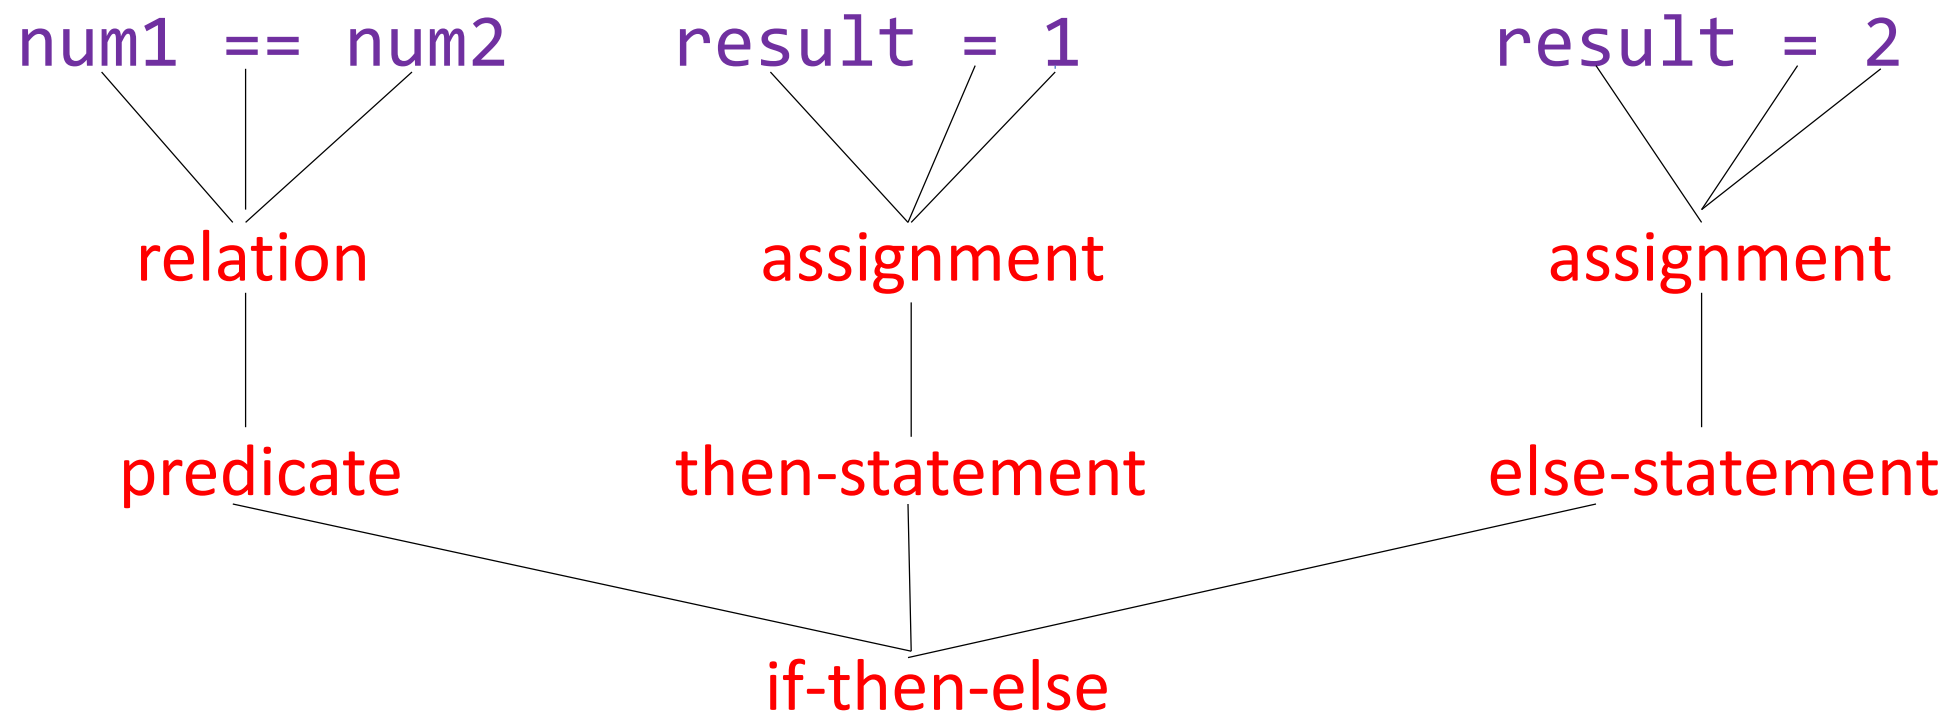 num1 == num2 result = 1 result = 2
relation assignment assignment
predicate then-statement else-statement
if-then-else